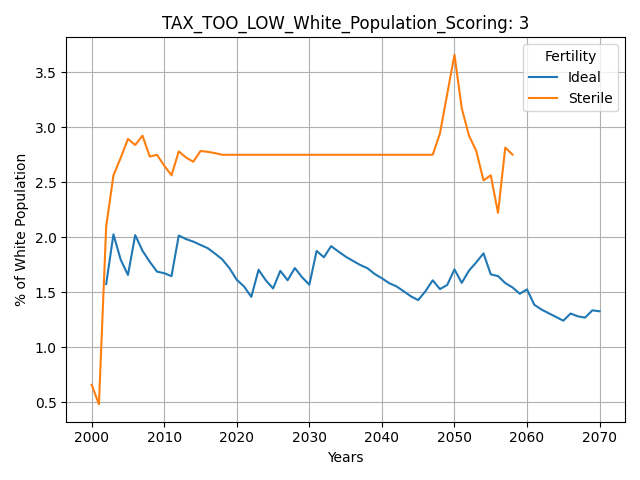 TAX_TOO_LOW_White_Population_Scoring: 3
Fertility
Ideal
Sterile
% of White Population
3.5
3.0
2.5
2.0
1.5
1.0
0.5
2000 2010 2020 2030 2040 2050 2060 2070
Years